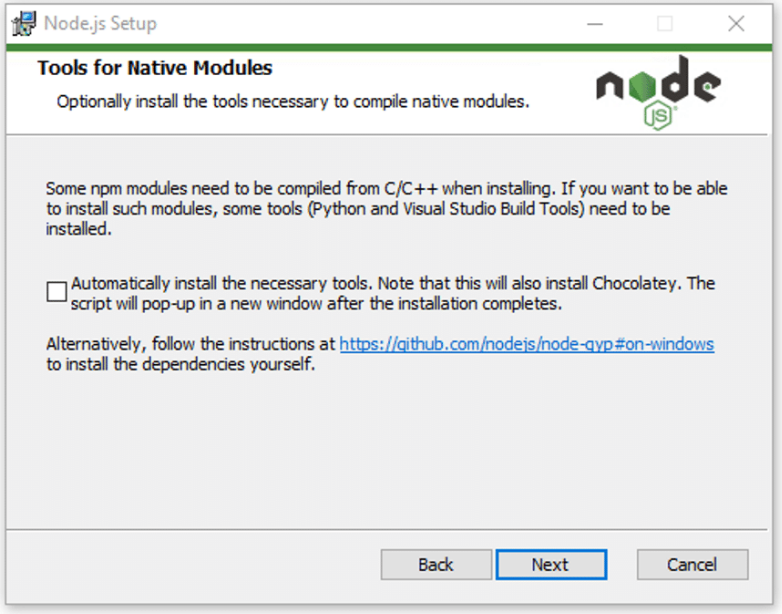 Node.js Setup
Tools for Native Modules
Optionally install the tools necessary to compile native modules.
node
JS
Some npm modules need to be compiled from C/C++ when installing. If you want to be able
to install such modules, some tools (Python and Visual Studio Build Tools) need to be
installed.
Automatically install the necessary tools. Note that this will also install Chocolatey. The
script will pop-up in a new window after the installation completes.
Alternatively, follow the instructions at https://github.com/nodejs/node-gyp#on-windows
to install the dependencies yourself.
Back Next Cancel